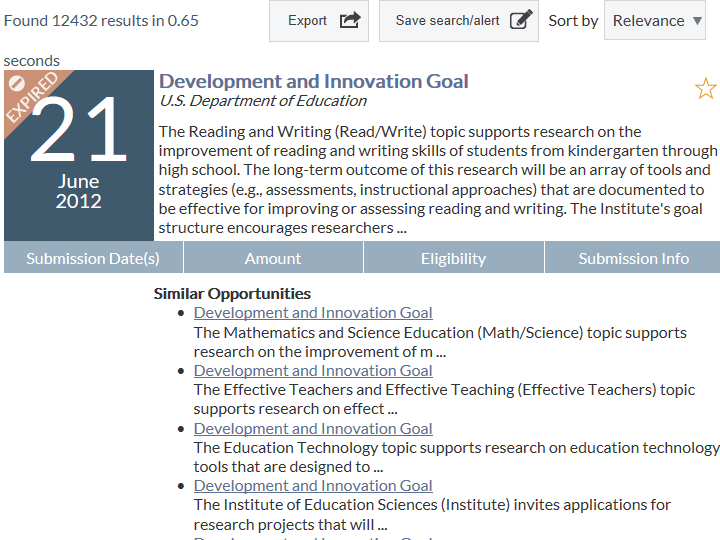 Found 12432 results in 0.65
seconds
Export
Save search/alert
Sort by
Relevance
EXPIRED
21
June
2012
Development and Innovation Goal
U.S. Department of Education
The Reading and Writing (Read/Write) topic supports research on the
improvement of reading and writing skills of students from kindergarten through
high school. The long-term outcome of this research will be an array of tools and
strategies (e.g., assessments, instructional approaches) that are documented to
be effective for improving or assessing reading and writing. The Institute's goal
structure encourages researchers ...
Submission Date(s)
Amount
Eligibility
Submission Info
Similar Opportunities
• Development and Innovation Goal
The Mathematics and Science Education (Math/Science) topic supports
research on the improvement of m ...
• Development and Innovation Goal
The Effective Teachers and Effective Teaching (Effective Teachers) topic
supports research on effect ...
• Development and Innovation Goal
The Education Technology topic supports research on education technology
tools that are designed to ...
• Development and Innovation Goal
The Institute of Education Sciences (Institute) invites applications for
research projects that will ...